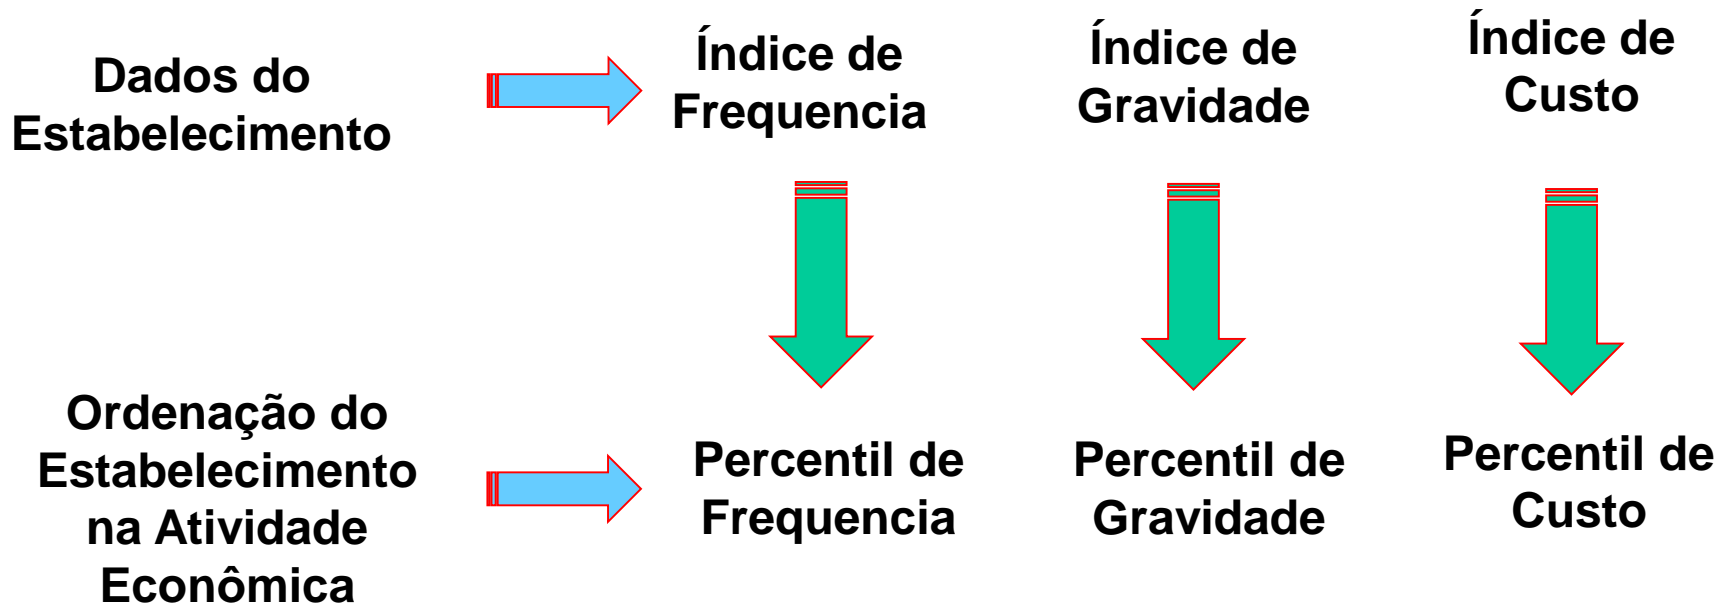 Dados do
Estabelecimento
Índice de
Frequencia
Índice de
Gravidade
Índice de
Custo
Ordenação do
Estabelecimento
na Atividade
Econômica
Percentil de
Frequencia
Percentil de
Gravidade
Percentil de
Custo